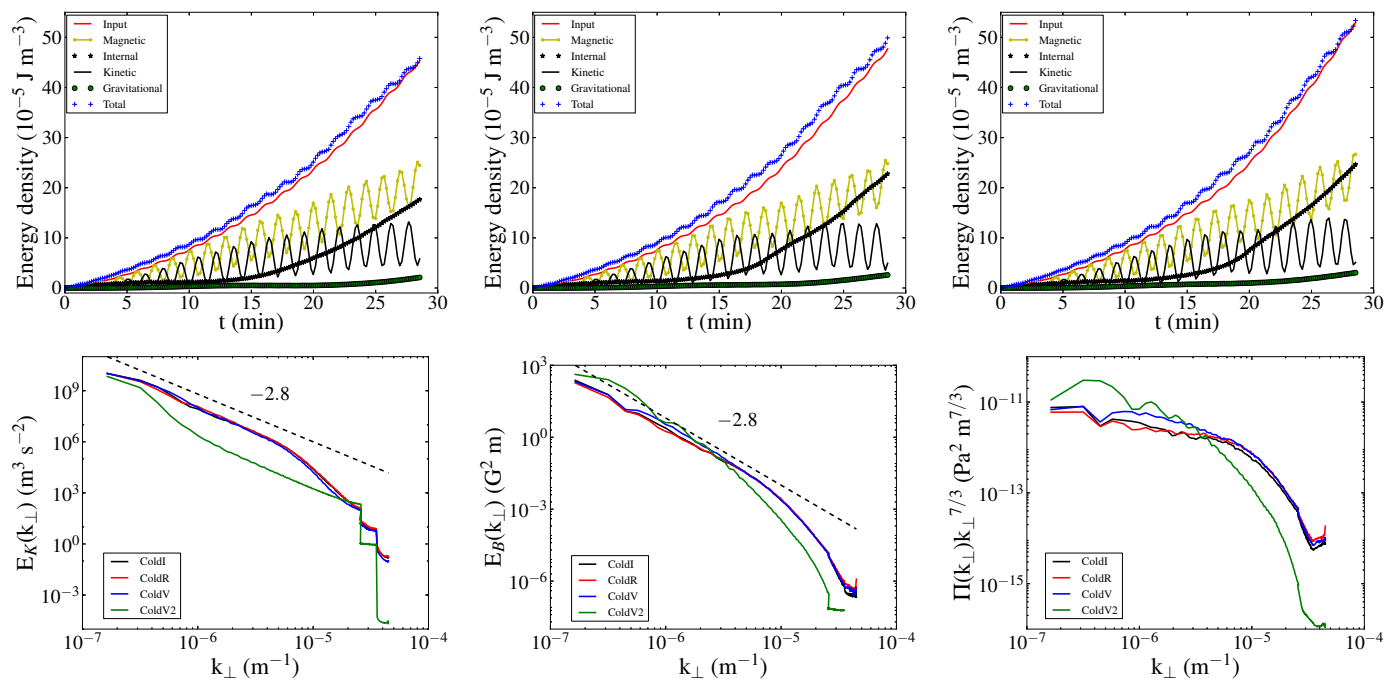 50
40
30
20
10
0
0 5 10 15 20 25 30
t (min)
Energy density (10⁻⁵ J m⁻³)
Input
Magnetic
Internal
Kinetic
Gravitational
Total
50
40
30
20
10
0
0 5 10 15 20 25 30
t (min)
Energy density (10⁻⁵ J m⁻³)
Input
Magnetic
Internal
Kinetic
Gravitational
Total
50
40
30
20
10
0
0 5 10 15 20 25 30
t (min)
Energy density (10⁻⁵ J m⁻³)
Input
Magnetic
Internal
Kinetic
Gravitational
Total
10⁹
10⁶
10³
10⁰
10⁻³
10⁻⁷ 10⁻⁶ 10⁻⁵ 10⁻⁴
k⊥ (m⁻¹)
E_K(k⊥) (m³ s⁻²)
−2.8
ColdI
ColdR
ColdV
ColdV2
10³
10⁰
10⁻³
10⁻⁶
10⁻⁷ 10⁻⁶ 10⁻⁵ 10⁻⁴
k⊥ (m⁻¹)
E_B(k⊥) (G² m)
−2.8
ColdI
ColdR
ColdV
ColdV2
10⁻¹¹
10⁻¹³
10⁻¹⁵
10⁻⁷ 10⁻⁶ 10⁻⁵ 10⁻⁴
k⊥ (m⁻¹)
Π(k⊥)k⊥^7/3 (Pa² m^7/3)
ColdI
ColdR
ColdV
ColdV2